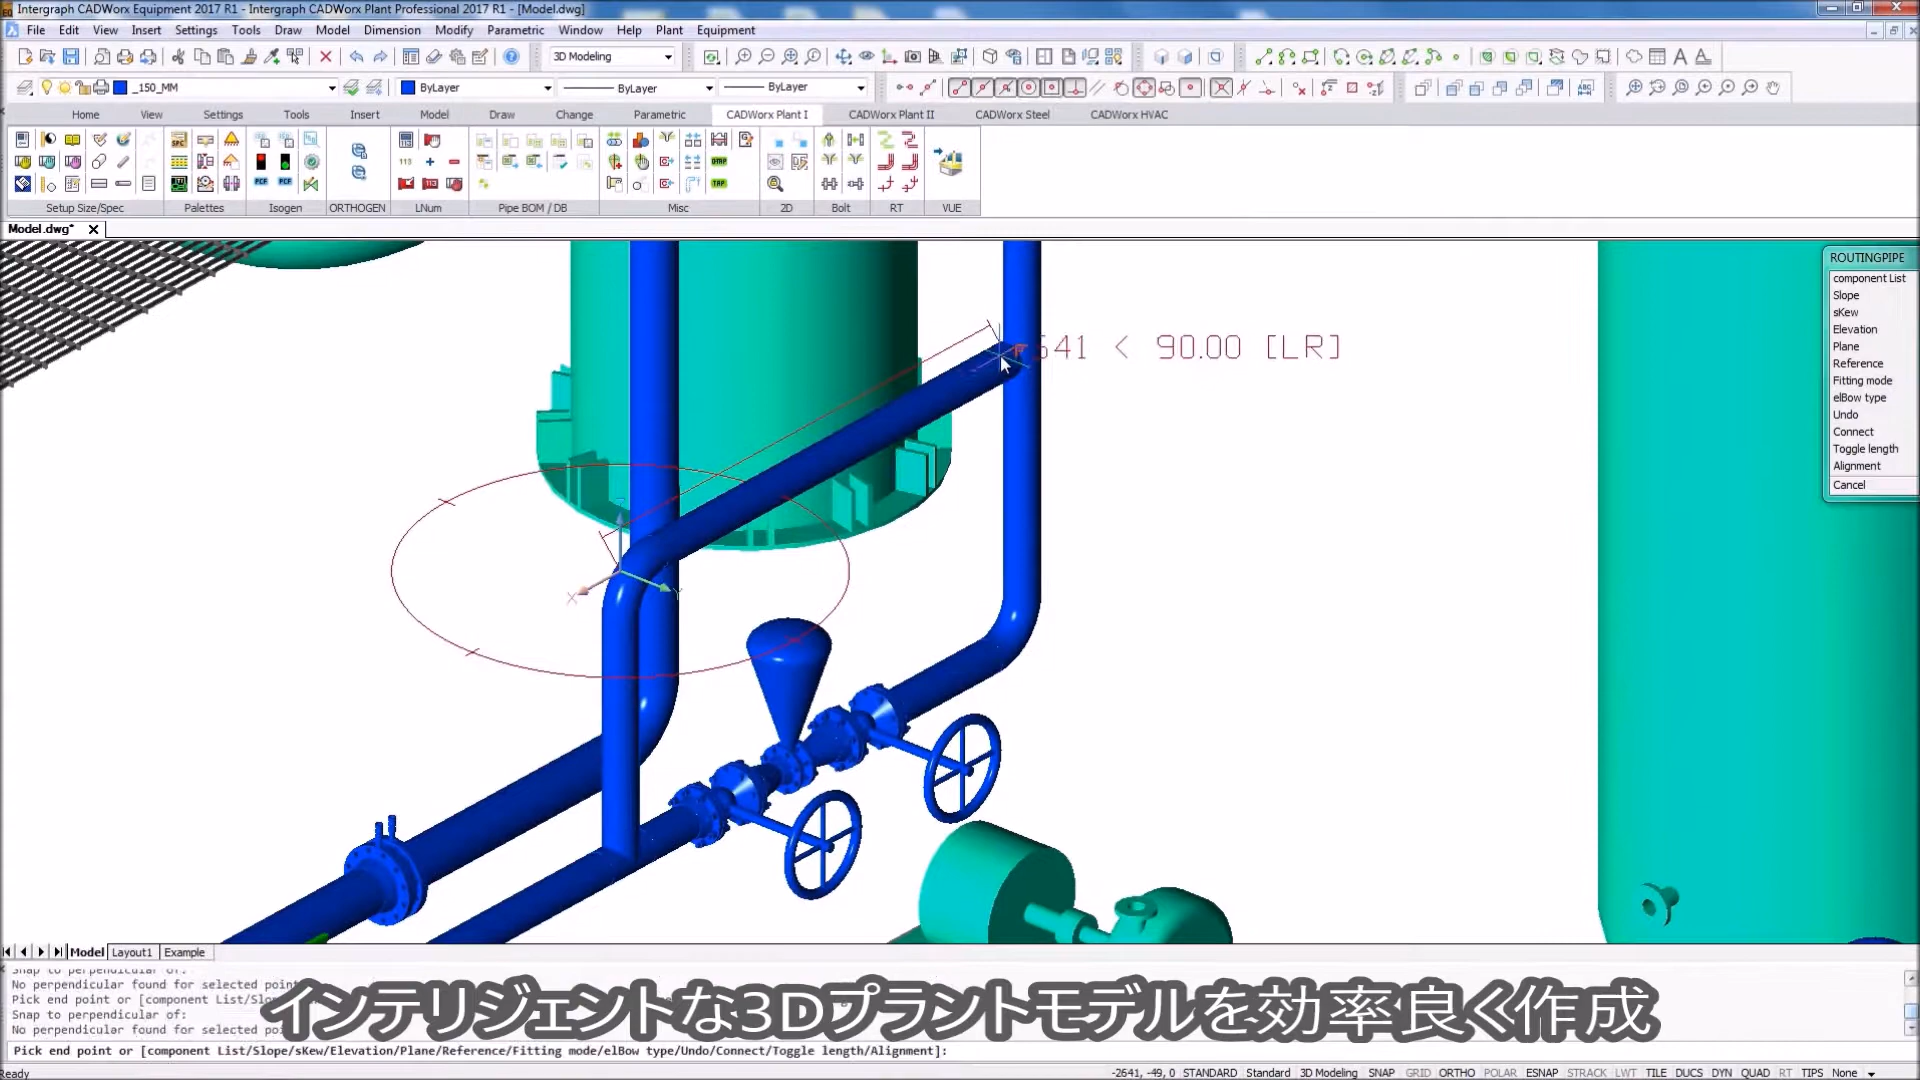 Intergraph CADWorx Equipment 2017 R1 - Intergraph CADWorx Plant Professional 2017 R1 - [Model.dwg]
File Edit View Insert Settings Tools Draw Model Dimension Modify Parametric Window Help Plant Equipment
3D Modeling
_150_MM ByLayer ByLayer ByLayer
Home View Settings Tools Insert Model Draw Change Parametric CADWorx Plant I CADWorx Plant II CADWorx Steel CADWorx HVAC
Setup Size/Spec Palettes Isogen ORTHOGEN LNum Pipe BOM / DB Misc 2D Bolt RT VUE
Model.dwg*
641 < 90.00 [LR]
X
ROUTINGPIPE
component List
Slope
sKew
Elevation
Plane
Reference
Fitting mode
elBow type
Undo
Connect
Toggle length
Alignment
Cancel
Model Layout1 Example
Snap to perpendicular of:
No perpendicular found for selected point
Pick end point or [component List/Slo
Snap to perpendicular of:
No perpendicular found for selected poi
インテリジェントな3Dプラントモデルを効率良く作成
Pick end point or [component List/Slope/sKew/Elevation/Plane/Reference/Fitting mode/elBow type/Undo/Connect/Toggle length/Alignment]:
Ready
-2641, -49, 0 STANDARD Standard 3D Modeling SNAP GRID ORTHO POLAR ESNAP STRACK LWT TILE DUCS DYN QUAD RT TIPS None